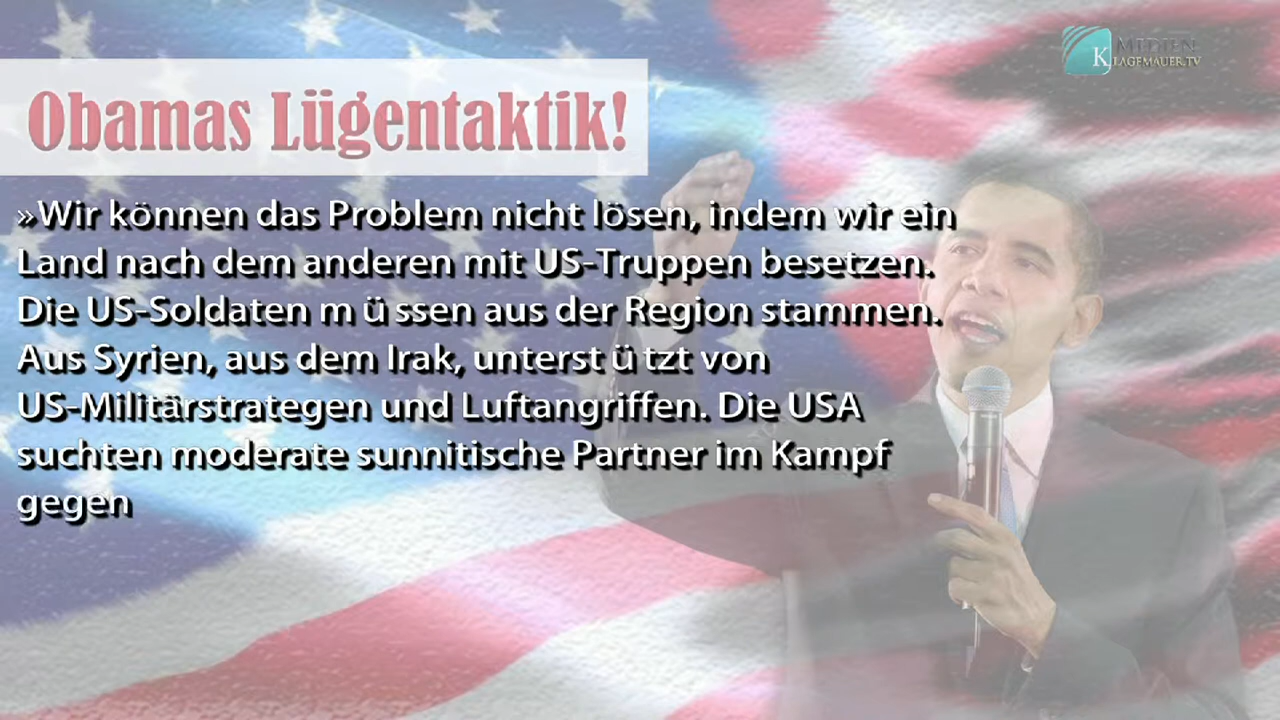 MEDIEN
KLAGEMAUER.TV
Obamas Lügentaktik!
»Wir können das Problem nicht lösen, indem wir ein
Land nach dem anderen mit US-Truppen besetzen.
Die US-Soldaten m ü ssen aus der Region stammen.
Aus Syrien, aus dem Irak, unterst ü tzt von
US-Militärstrategen und Luftangriffen. Die USA
suchten moderate sunnitische Partner im Kampf
gegen